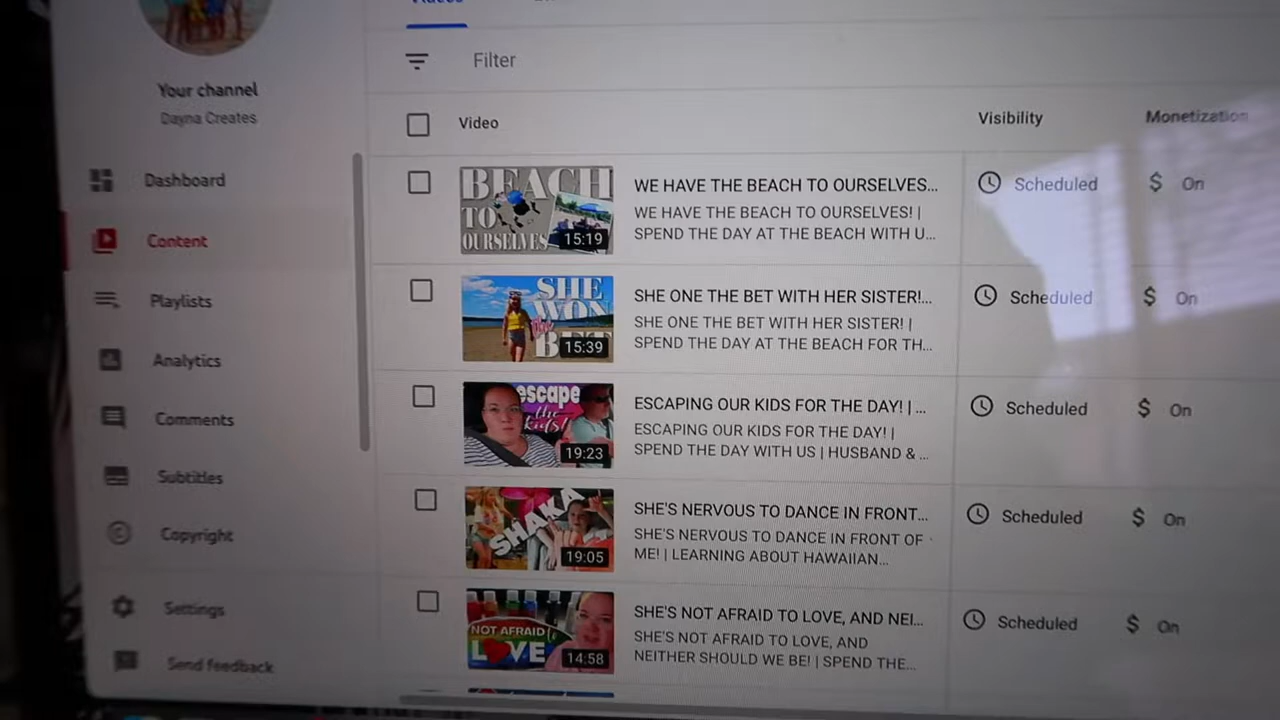 Videos
Your channel
Dayna Creates
Dashboard
Content
Playlists
Analytics
Comments
Subtitles
Copyright
Settings
Send feedback
Filter
Video
Visibility
Monetization
BEACH
TO
OURSELVES
15:19
WE HAVE THE BEACH TO OURSELVES...
WE HAVE THE BEACH TO OURSELVES! |
SPEND THE DAY AT THE BEACH WITH U...
Scheduled
$ On
SHE
WON
the
BET
15:39
SHE ONE THE BET WITH HER SISTER!...
SHE ONE THE BET WITH HER SISTER! |
SPEND THE DAY AT THE BEACH FOR TH...
Scheduled
$ On
escape
the
kids!
19:23
ESCAPING OUR KIDS FOR THE DAY! | ...
ESCAPING OUR KIDS FOR THE DAY! |
SPEND THE DAY WITH US | HUSBAND & ...
Scheduled
$ On
SHAKA
19:05
SHE'S NERVOUS TO DANCE IN FRONT...
SHE'S NERVOUS TO DANCE IN FRONT OF
ME! | LEARNING ABOUT HAWAIIAN...
Scheduled
$ On
NOT AFRAID to
LOVE
14:58
SHE'S NOT AFRAID TO LOVE, AND NEI...
SHE'S NOT AFRAID TO LOVE, AND
NEITHER SHOULD WE BE! | SPEND THE...
Scheduled
$ On